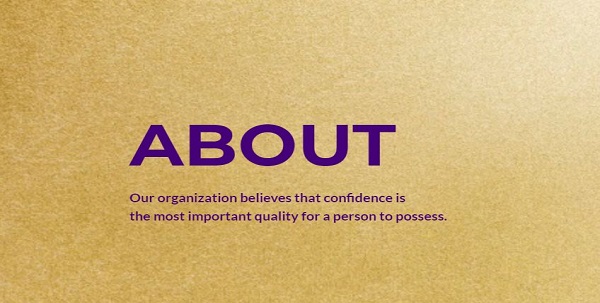 ABOUT
Our organization believes that confidence is
the most important quality for a person to possess.